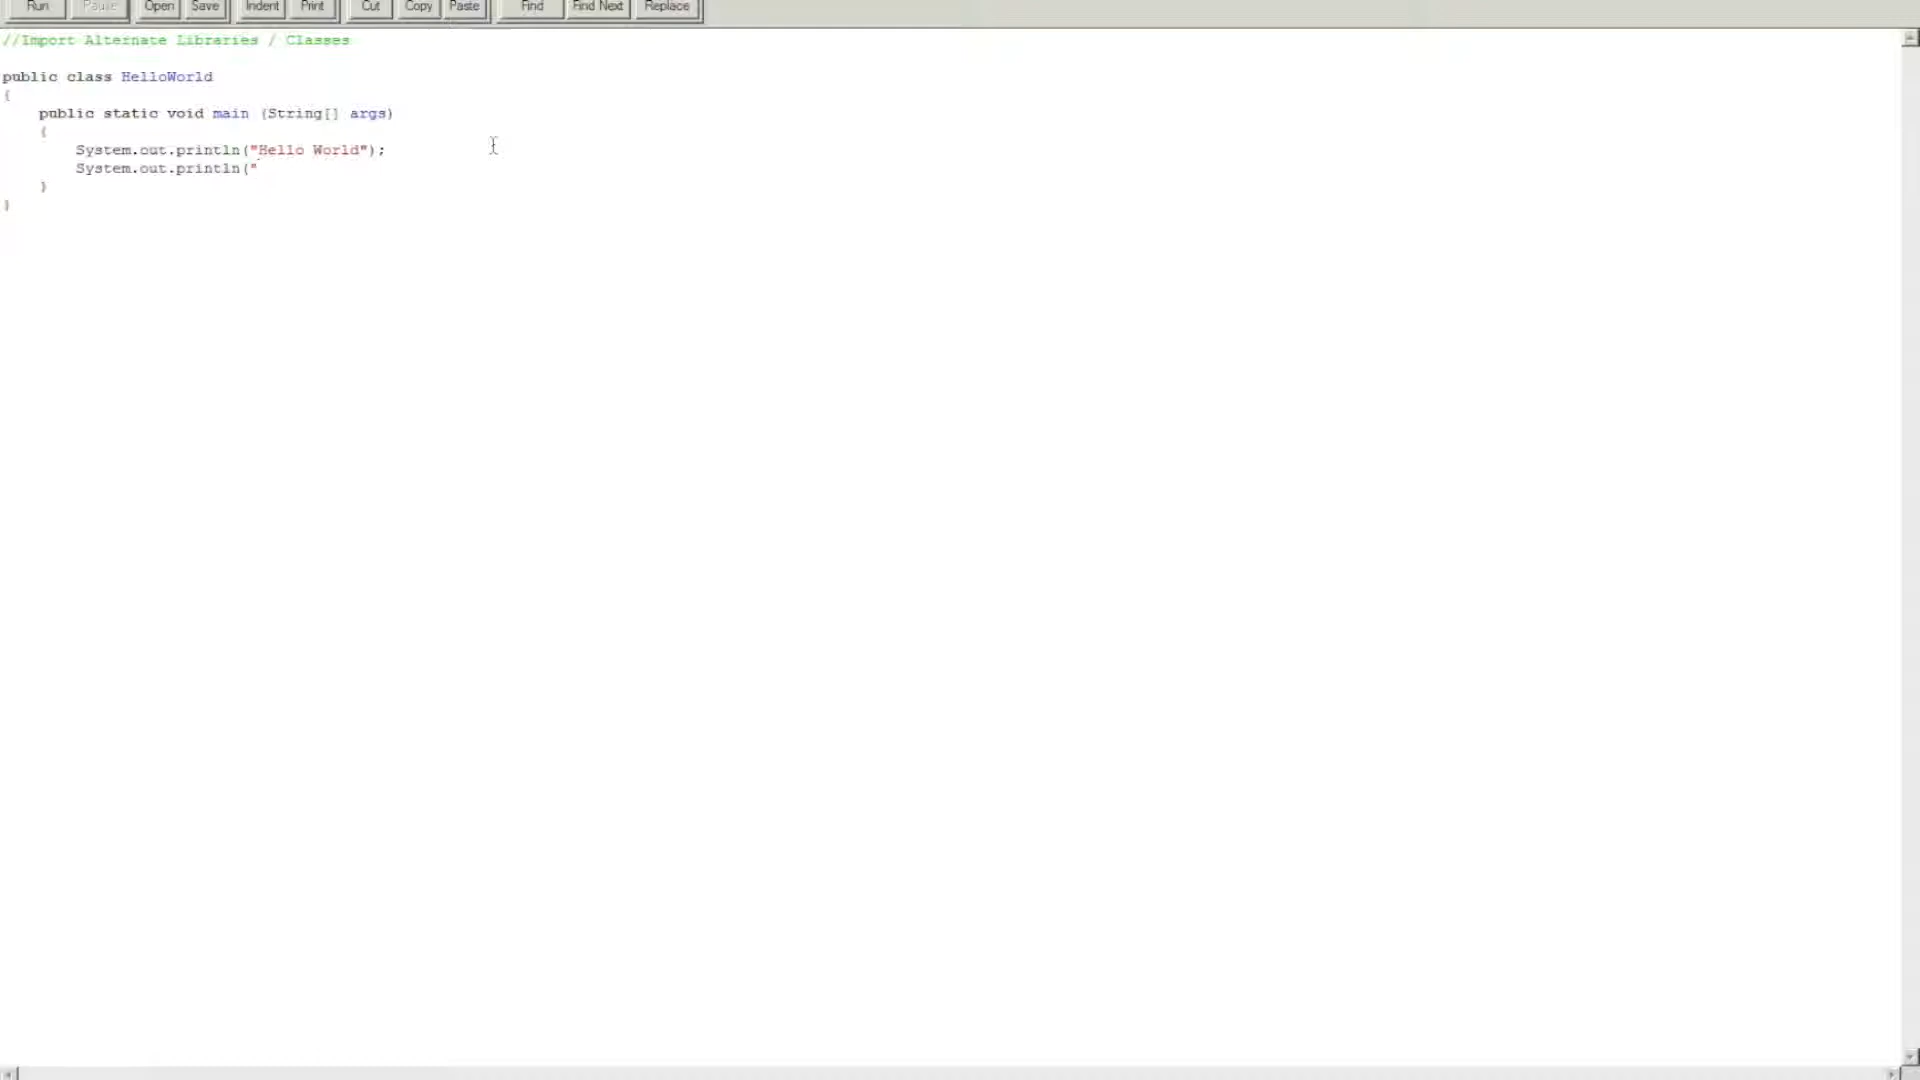 Run Pause Open Save Indent Print Cut Copy Paste Find Find Next Replace
//Import Alternate Libraries / Classes
public class HelloWorld
{
public static void main (String[] args)
{
System.out.println("Hello World");
System.out.println("
}
}